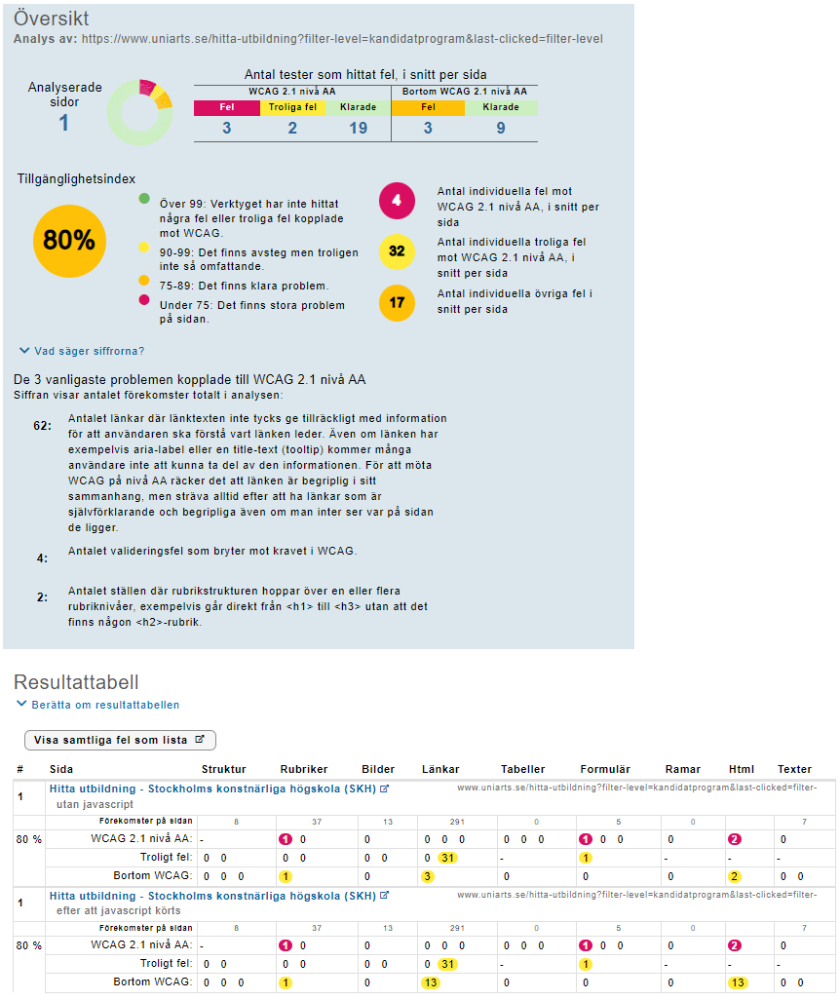 Översikt
Analys av: https://www.uniarts.se/hitta-utbildning?filter-level=kandidatprogram&last-clicked=filter-level
Analyserade
sidor
1
Antal tester som hittat fel, i snitt per sida
WCAG 2.1 nivå AA Bortom WCAG 2.1 nivå AA
Fel Troliga fel Klarade Fel Klarade
3 2 19 3 9
Tillgänglighetsindex
80%
Över 99: Verktyget har inte hittat
några fel eller troliga fel kopplade
mot WCAG.
90-99: Det finns avsteg men troligen
inte så omfattande.
75-89: Det finns klara problem.
Under 75: Det finns stora problem
på sidan.
4
Antal individuella fel mot
WCAG 2.1 nivå AA, i snitt per
sida
32
Antal individuella troliga fel
mot WCAG 2.1 nivå AA, i
snitt per sida
17
Antal individuella övriga fel i
snitt per sida
Vad säger siffrorna?
De 3 vanligaste problemen kopplade till WCAG 2.1 nivå AA
Siffran visar antalet förekomster totalt i analysen:
62: Antalet länkar där länktexten inte tycks ge tillräckligt med information
för att användaren ska förstå vart länken leder. Även om länken har
exempelvis aria-label eller en title-text (tooltip) kommer många
användare inte att kunna ta del av den informationen. För att möta
WCAG på nivå AA räcker det att länken är begriplig i sitt
sammanhang, men sträva alltid efter att ha länkar som är
självförklarande och begripliga även om man inter ser var på sidan
de ligger.
4: Antalet valideringsfel som bryter mot kravet i WCAG.
2: Antalet ställen där rubrikstrukturen hoppar över en eller flera
rubriknivåer, exempelvis går direkt från <h1> till <h3> utan att det
finns någon <h2>-rubrik.
Resultattabell
Berätta om resultattabellen
Visa samtliga fel som lista
# Sida Struktur Rubriker Bilder Länkar Tabeller Formulär Ramar Html Texter
1 Hitta utbildning - Stockholms konstnärliga högskola (SKH) www.uniarts.se/hitta-utbildning?filter-level=kandidatprogram&last-clicked=filter-
utan javascript
Förekomster på sidan 8 37 13 291 0 5 0 7
80 % WCAG 2.1 nivå AA: - 1 0 0 0 0 0 0 0 0 1 0 0 0 2 0
Troligt fel: 0 0 0 0 0 0 0 31 - 1 - - -
Bortom WCAG: 0 0 0 1 0 3 0 0 0 2 0 0
1 Hitta utbildning - Stockholms konstnärliga högskola (SKH) www.uniarts.se/hitta-utbildning?filter-level=kandidatprogram&last-clicked=filter-
efter att javascript körts
Förekomster på sidan 8 37 13 291 0 5 0 7
80 % WCAG 2.1 nivå AA: - 1 0 0 0 0 0 0 0 0 1 0 0 0 2 0
Troligt fel: 0 0 0 0 0 0 0 31 - 1 - - -
Bortom WCAG: 0 0 0 1 0 13 0 0 0 13 0 0